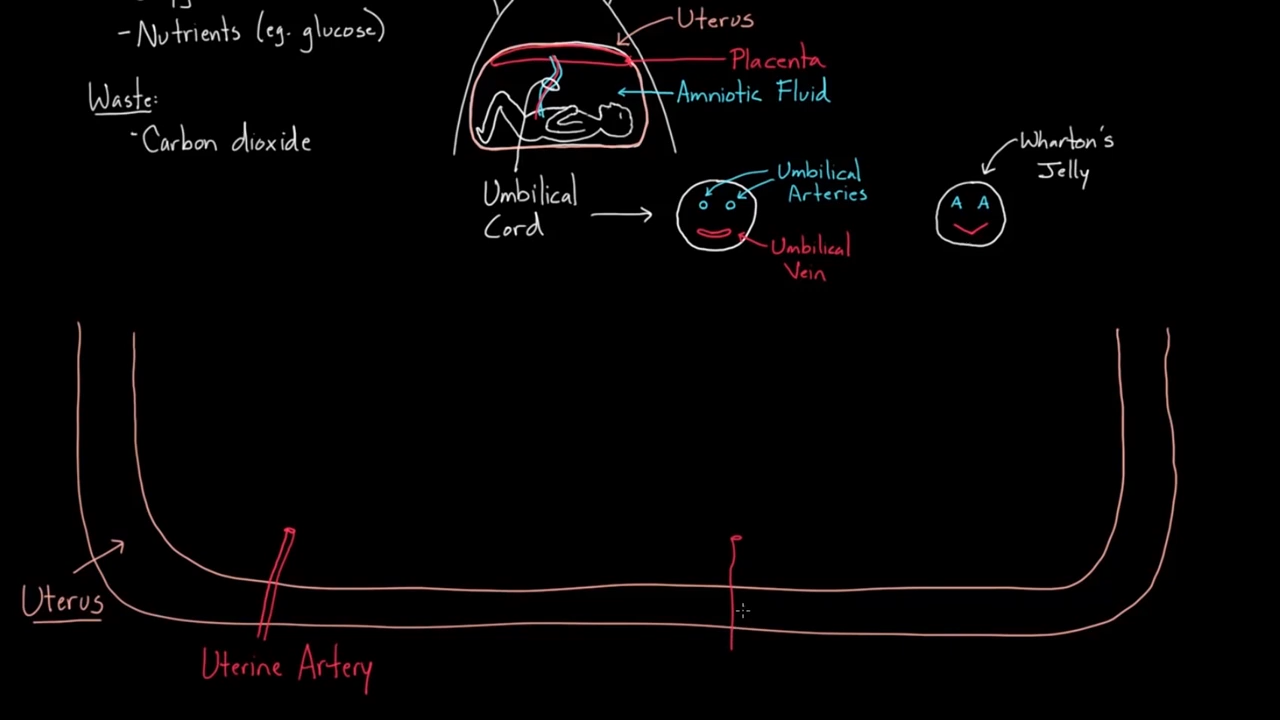 -Nutrients (eg. glucose)
Waste:
-Carbon dioxide
Uterus
Placenta
Amniotic Fluid
Umbilical
Cord
Umbilical
Arteries
Umbilical
Vein
Wharton's
Jelly
A A
Uterus
Uterine Artery